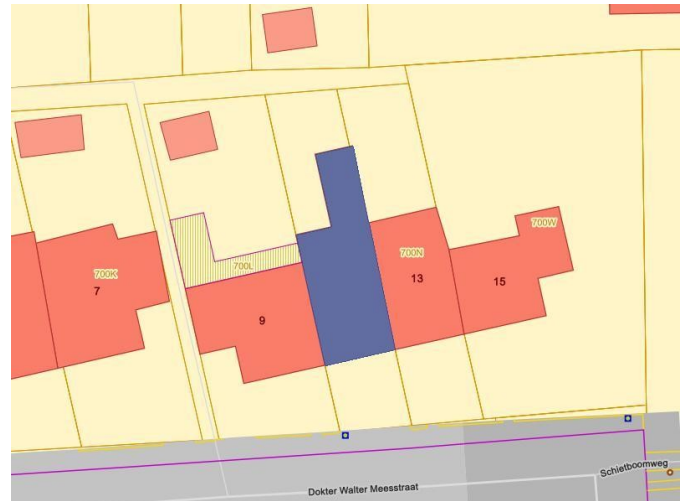 700W
700L
700N
700K
7
9
13
15
Schietboomweg
Dokter Walter Meesstraat